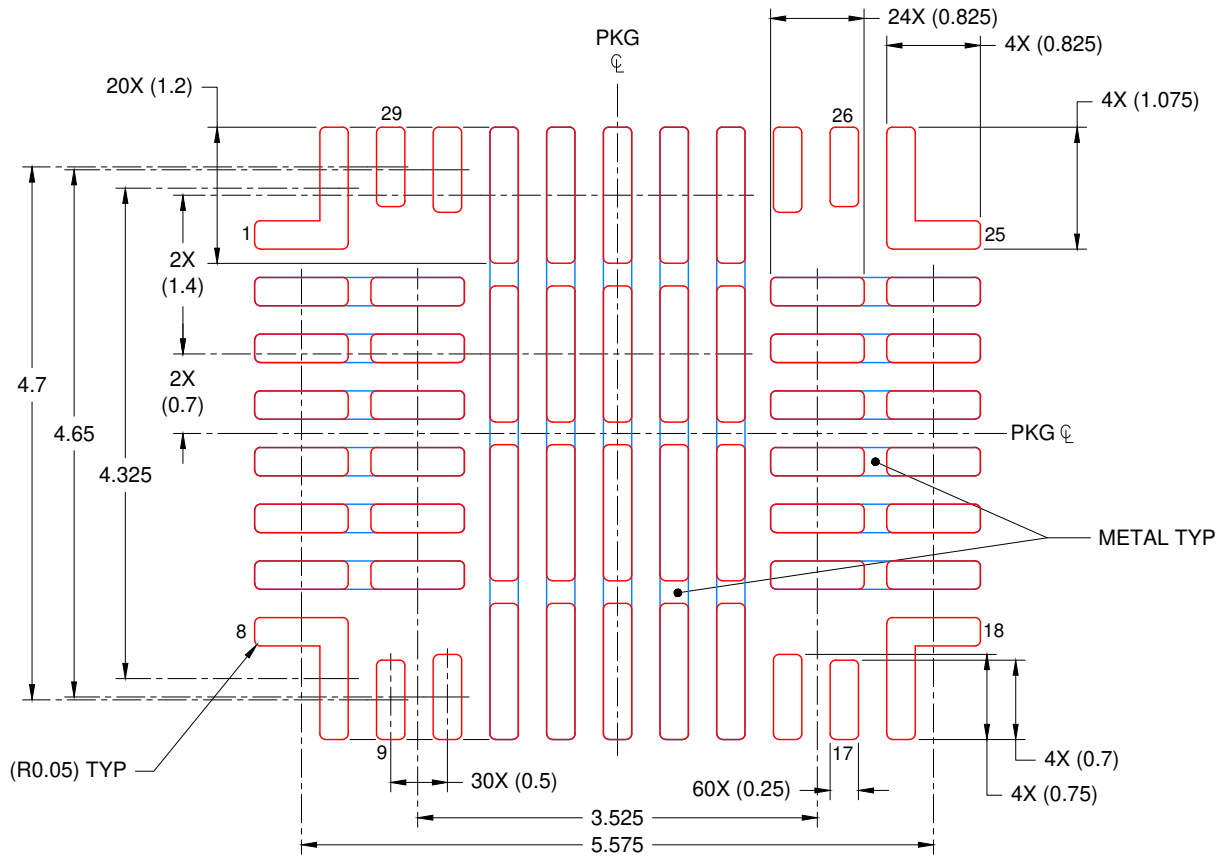 24X (0.825)
PKG
℄
4X (0.825)
20X (1.2)
4X (1.075)
29
26
1
25
2X
(1.4)
4.7
2X
(0.7)
4.65
PKG ℄
4.325
METAL TYP
8
18
9
17
(R0.05) TYP
30X (0.5)
60X (0.25)
4X (0.7)
4X (0.75)
3.525
5.575